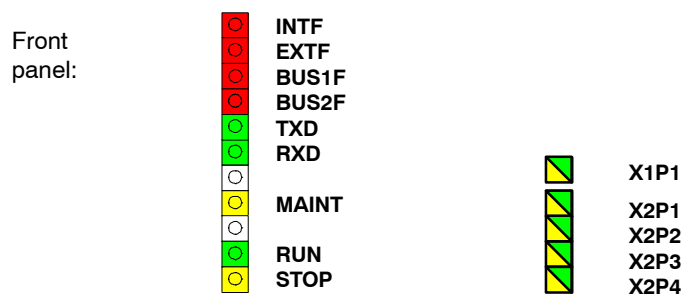 Front
panel:
INTF
EXTF
BUS1F
BUS2F
TXD
RXD
MAINT
RUN
STOP
X1P1
X2P1
X2P2
X2P3
X2P4